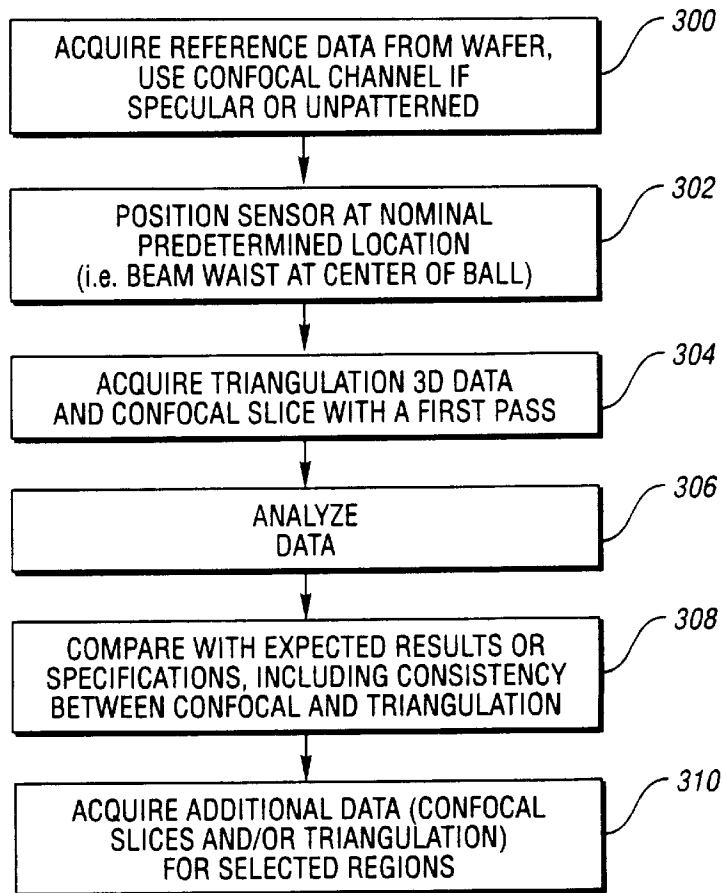 ACQUIRE REFERENCE DATA FROM WAFER,
USE CONFOCAL CHANNEL IF
SPECULAR OR UNPATTERNED
300
POSITION SENSOR AT NOMINAL
PREDETERMINED LOCATION
(i.e. BEAM WAIST AT CENTER OF BALL)
302
ACQUIRE TRIANGULATION 3D DATA
AND CONFOCAL SLICE WITH A FIRST PASS
304
ANALYZE
DATA
306
COMPARE WITH EXPECTED RESULTS OR
SPECIFICATIONS, INCLUDING CONSISTENCY
BETWEEN CONFOCAL AND TRIANGULATION
308
ACQUIRE ADDITIONAL DATA (CONFOCAL
SLICES AND/OR TRIANGULATION)
FOR SELECTED REGIONS
310